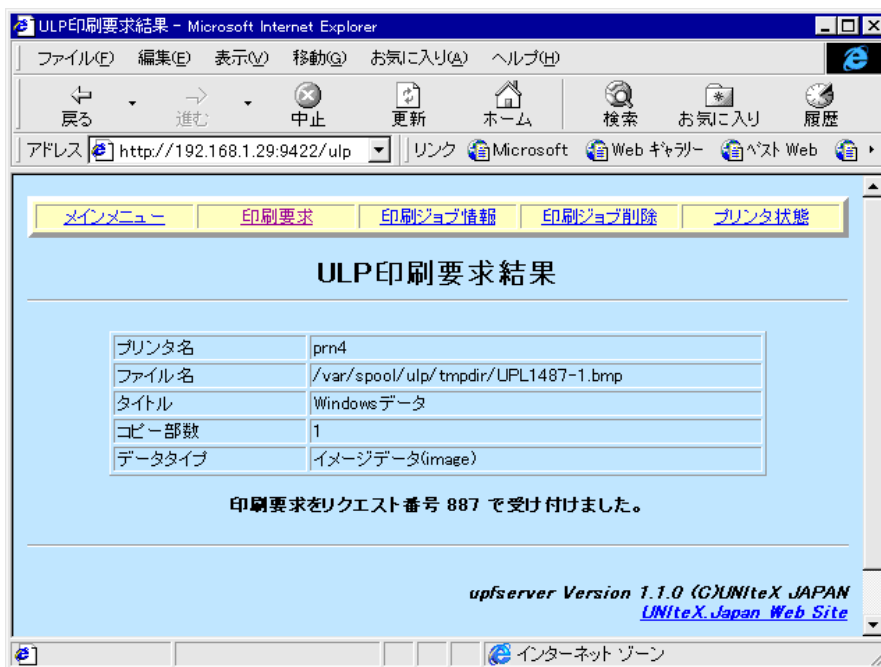 ULP印刷要求結果 - Microsoft Internet Explorer
ファイル(F) 編集(E) 表示(V) 移動(G) お気に入り(A) ヘルプ(H)
戻る 進む 中止 更新 ホーム 検索 お気に入り 履歴
アドレス http://192.168.1.29:9422/ulp リンク Microsoft Web ギャラリー ベスト Web
メインメニュー 印刷要求 印刷ジョブ情報 印刷ジョブ削除 プリンタ状態
ULP印刷要求結果
プリンタ名 prn4
ファイル名 /var/spool/ulp/tmpdir/UPL1487-1.bmp
タイトル Windowsデータ
コピー部数 1
データタイプ イメージデータ(image)
印刷要求をリクエスト番号 887 で受け付けました。
upfserver Version 1.1.0 (C)UNIteX JAPAN
UNIteX.Japan Web Site
インターネット ゾーン